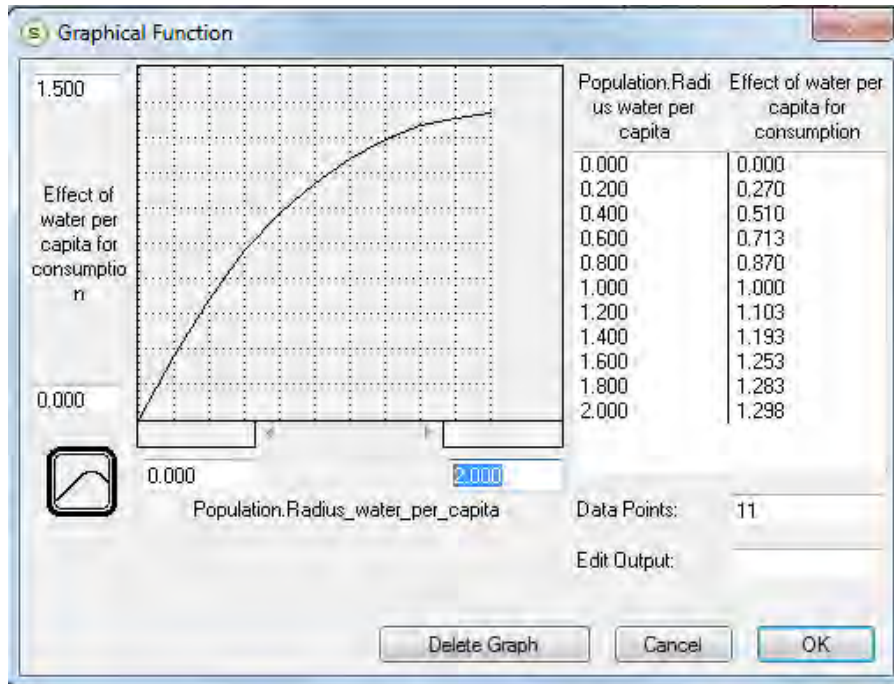 S Graphical Function
1.500
Effect of
water per
capita for
consumptio
n
0.000
0.000
2.000
Population.Radius_water_per_capita
Population.Radi
us water per
capita
Effect of water per
capita for
consumption
0.000 0.000
0.200 0.270
0.400 0.510
0.600 0.713
0.800 0.870
1.000 1.000
1.200 1.103
1.400 1.193
1.600 1.253
1.800 1.283
2.000 1.298
Data Points: 11
Edit Output:
Delete Graph Cancel OK